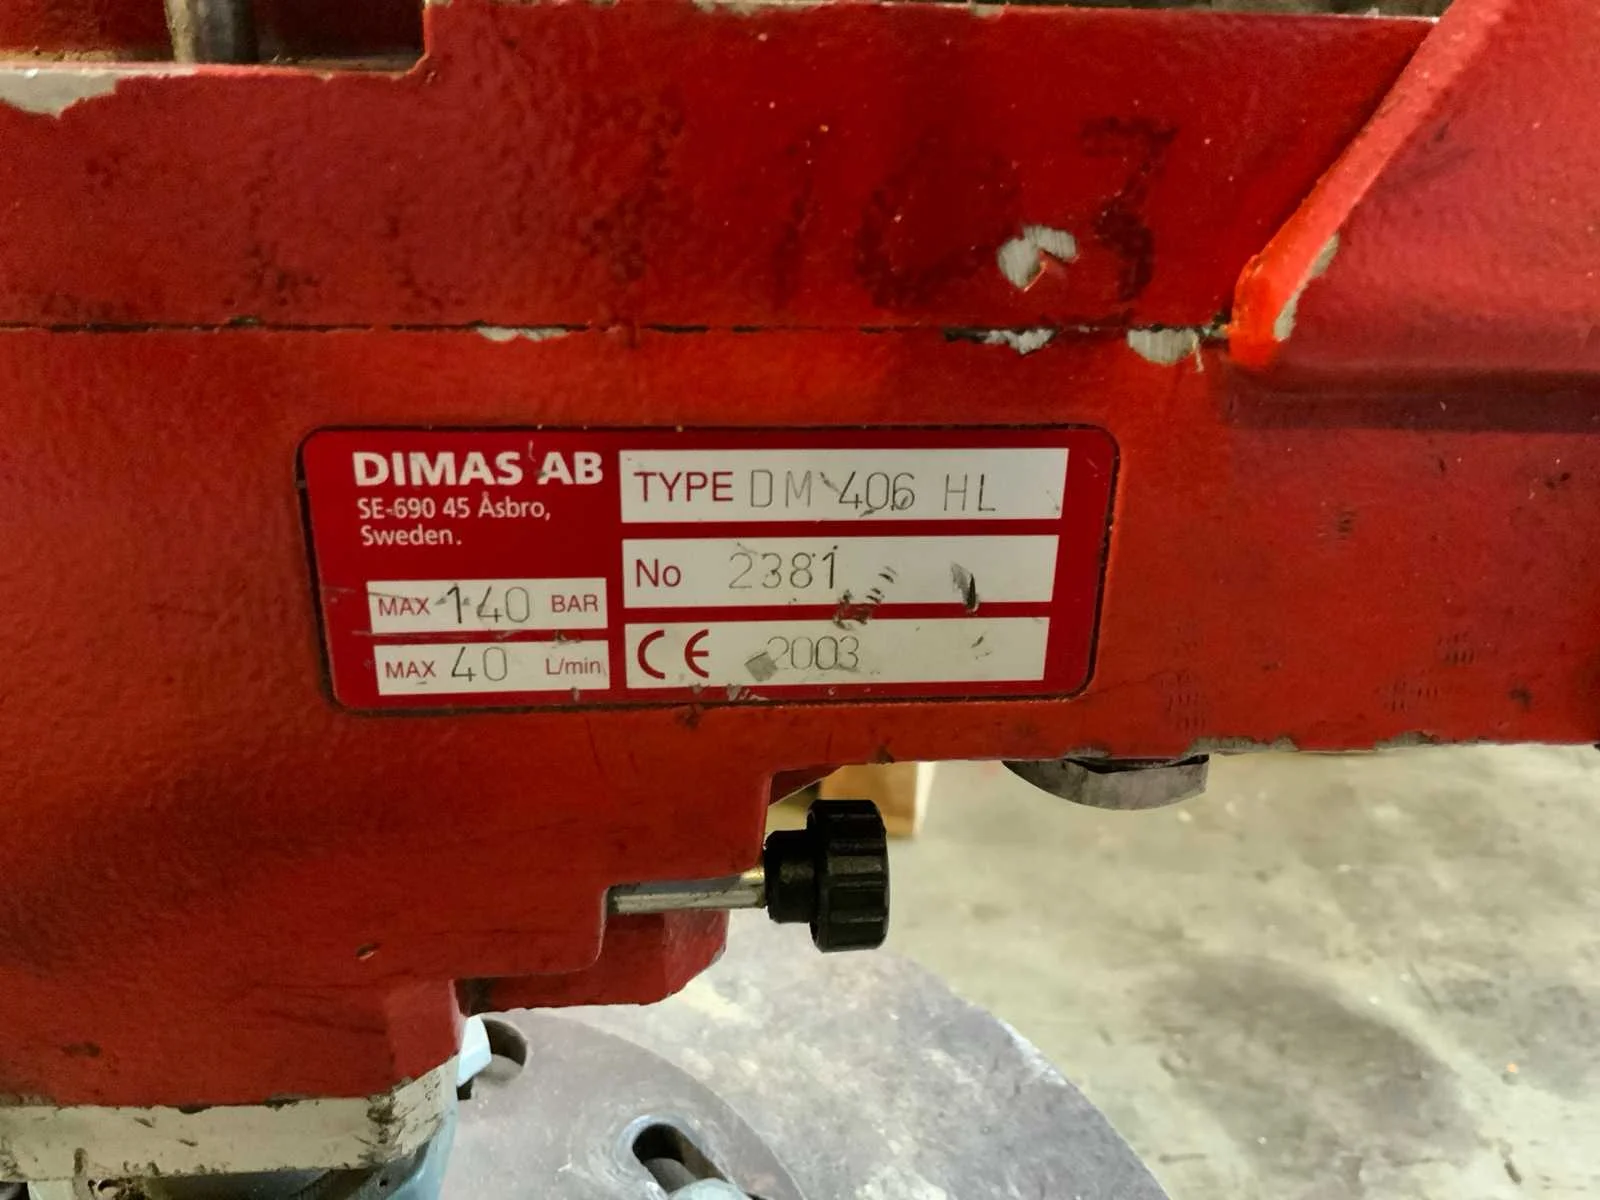 163
DIMAS AB
SE-690 45 Åsbro,
Sweden.
MAX 140 BAR
MAX 40 L/min
TYPE DM 406 HL
No 2381
CE 2003